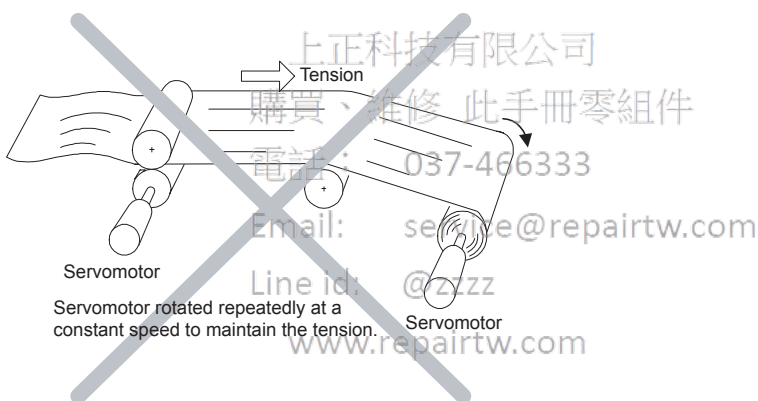 上正科技有限公司
Tension
購買、維修 此手冊零組件
電話： 037-466333
Email: service@repairtw.com
Servomotor
Line id: @zzzz
Servomotor rotated repeatedly at a
constant speed to maintain the tension.
Servomotor
www.repairtw.com